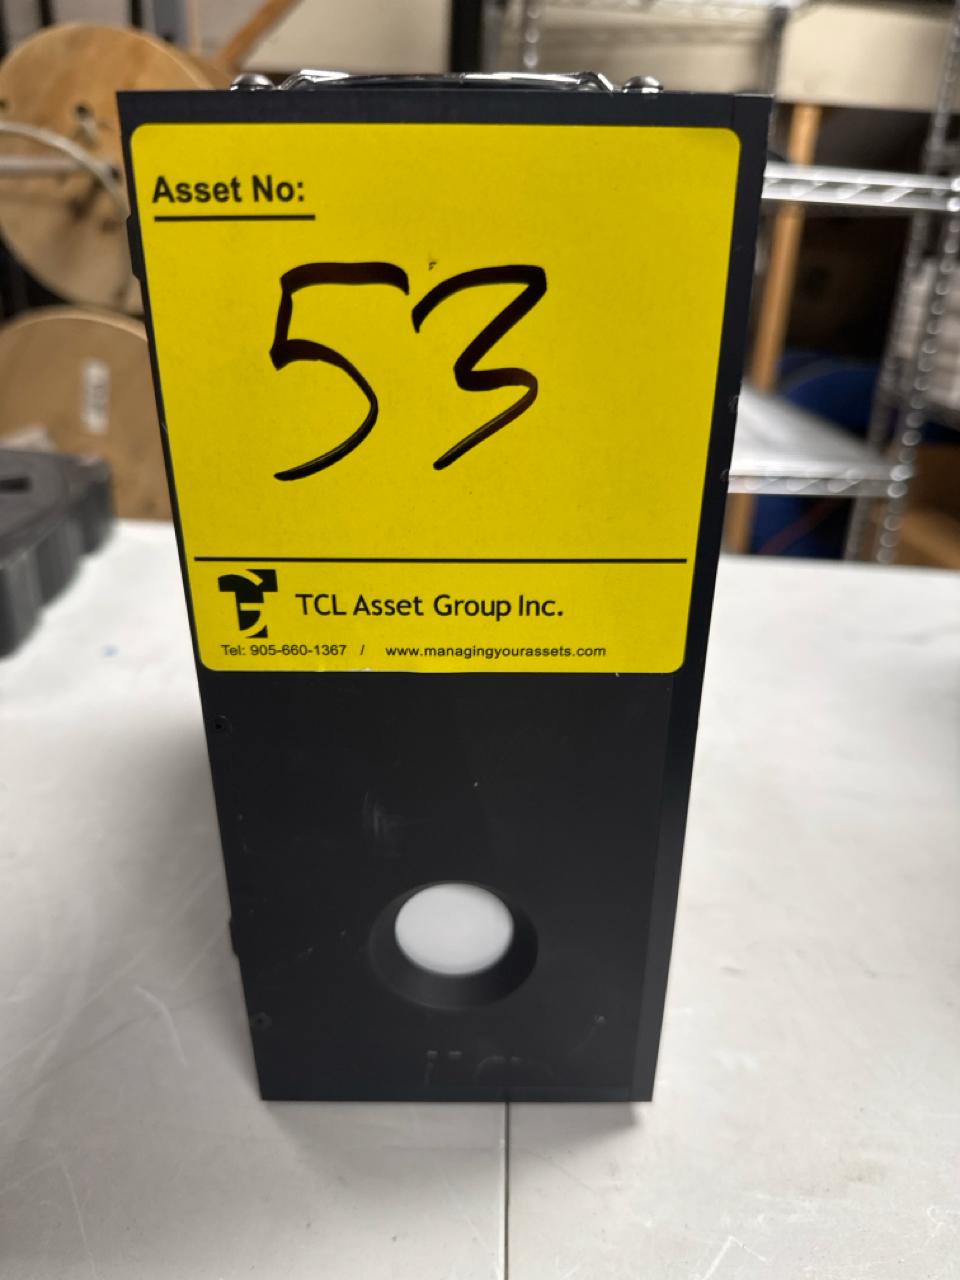 Asset No:
53
TCL Asset Group Inc.
Tel: 905-660-1367 / www.managingyourassets.com